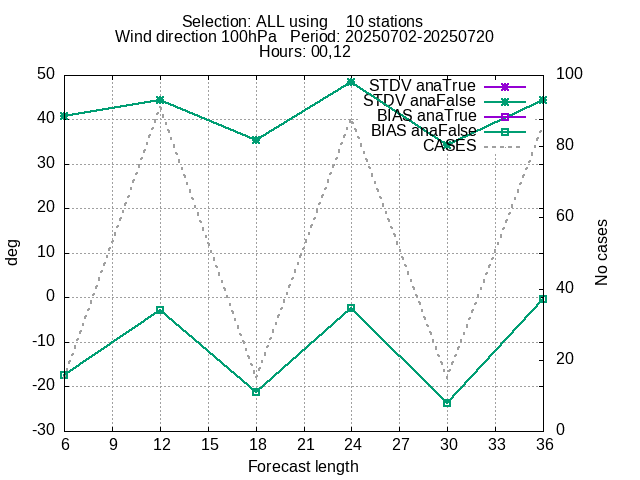 Selection: ALL using 10 stations
Wind direction 100hPa Period: 20250702-20250720
Hours: 00,12
50
40
30
20
10
0
-10
-20
-30
100
80
60
40
20
0
STDV anaTrue
STDV anaFalse
BIAS anaTrue
BIAS anaFalse
CASES
deg
No cases
6 9 12 15 18 21 24 27 30 33 36
Forecast length